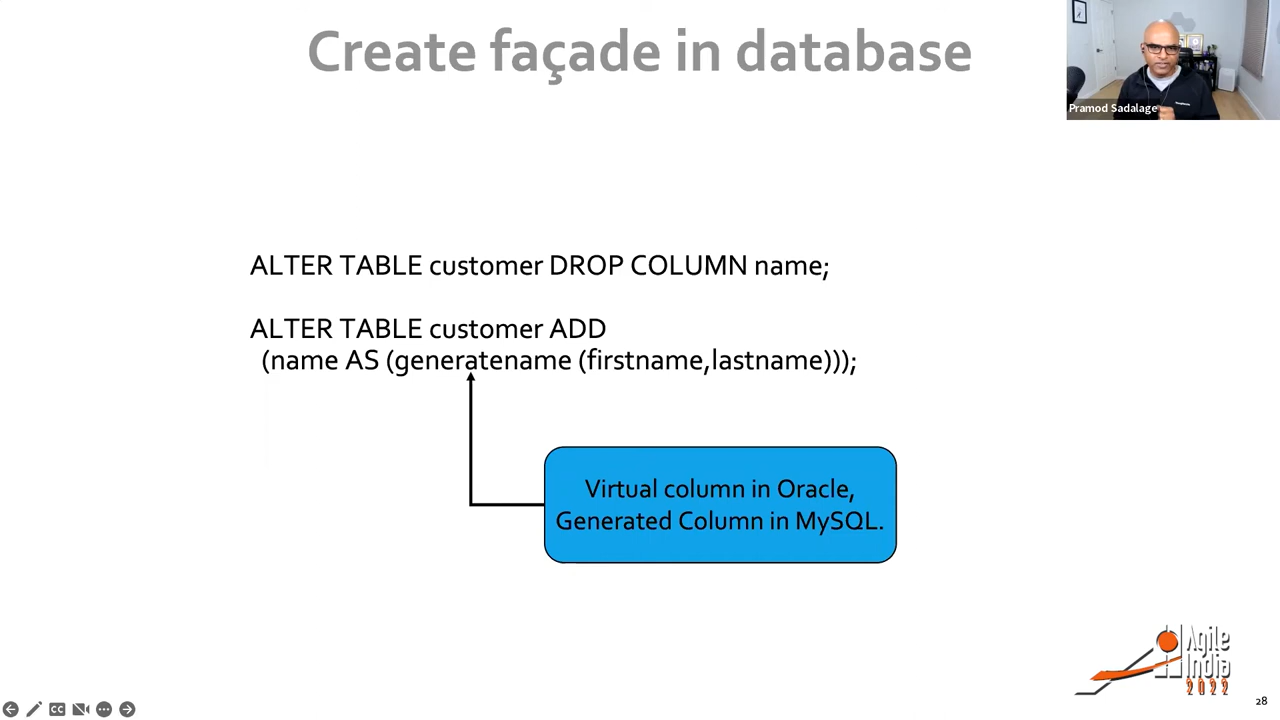 Create façade in database
Pramod Sadalage
ALTER TABLE customer DROP COLUMN name;
ALTER TABLE customer ADD
(name AS (generatename (firstname,lastname)));
Virtual column in Oracle,
Generated Column in MySQL.
Agile
India
2022
28
CC